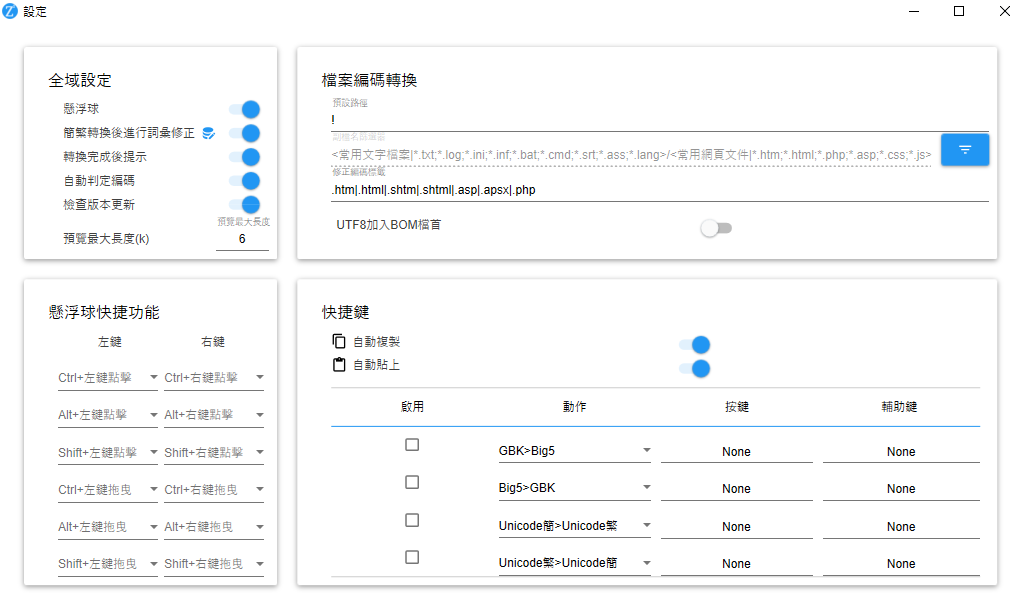 設定
全域設定
懸浮球
簡繁轉換後進行詞彙修正
轉換完成後提示
自動判定編碼
檢查版本更新
預覽最大長度
預覽最大長度(k) 6
檔案編碼轉換
預設路徑
!
副檔名篩選器
<常用文字檔案|*.txt;*.log;*.ini;*.inf;*.bat;*.cmd;*.srt;*.ass;*.lang>/<常用網頁文件|*.htm;*.html;*.php;*.asp;*.css;*.js>
修正編碼標籤
.htm|.html|.shtm|.shtml|.asp|.apsx|.php
UTF8加入BOM檔首
懸浮球快捷功能
左鍵 右鍵
Ctrl+左鍵點擊 Ctrl+右鍵點擊
Alt+左鍵點擊 Alt+右鍵點擊
Shift+左鍵點擊 Shift+右鍵點擊
Ctrl+左鍵拖曳 Ctrl+右鍵拖曳
Alt+左鍵拖曳 Alt+右鍵拖曳
Shift+左鍵拖曳 Shift+右鍵拖曳
快捷鍵
自動複製
自動貼上
啟用 動作 按鍵 輔助鍵
GBK>Big5 None None
Big5>GBK None None
Unicode簡>Unicode繁 None None
Unicode繁>Unicode簡 None None